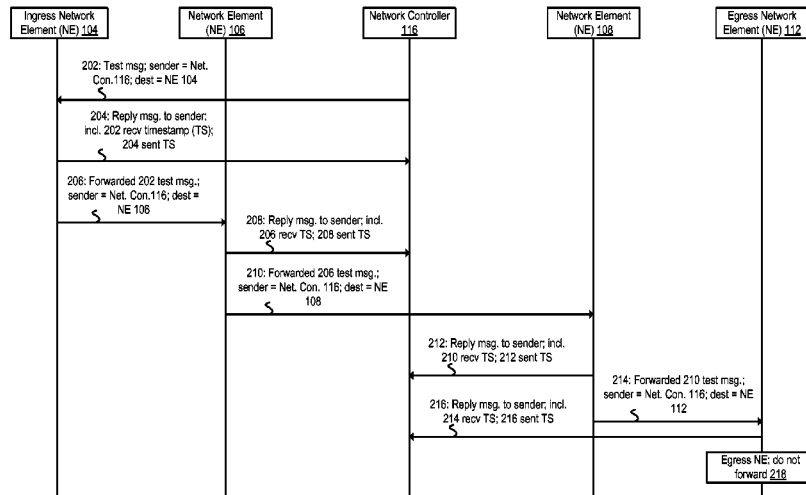 Ingress Network
Element (NE) 104
Network Element
(NE) 106
Network Controller
116
Network Element
(NE) 108
Egress Network
Element (NE) 112
202: Test msg; sender = Net.
Con.116; dest = NE 104
204: Reply msg. to sender;
incl. 202 recv timestamp (TS);
204 sent TS
206: Forwarded 202 test msg.;
sender = Net. Con.116; dest =
NE 106
208: Reply msg. to sender; incl.
206 recv TS; 208 sent TS
210: Forwarded 206 test msg.;
sender = Net. Con. 116; dest = NE
108
212: Reply msg. to sender; incl.
210 recv TS; 212 sent TS
214: Forwarded 210 test msg.;
sender = Net. Con. 116; dest = NE
112
216: Reply msg. to sender; incl.
214 recv TS; 216 sent TS
Egress NE; do not
forward 218